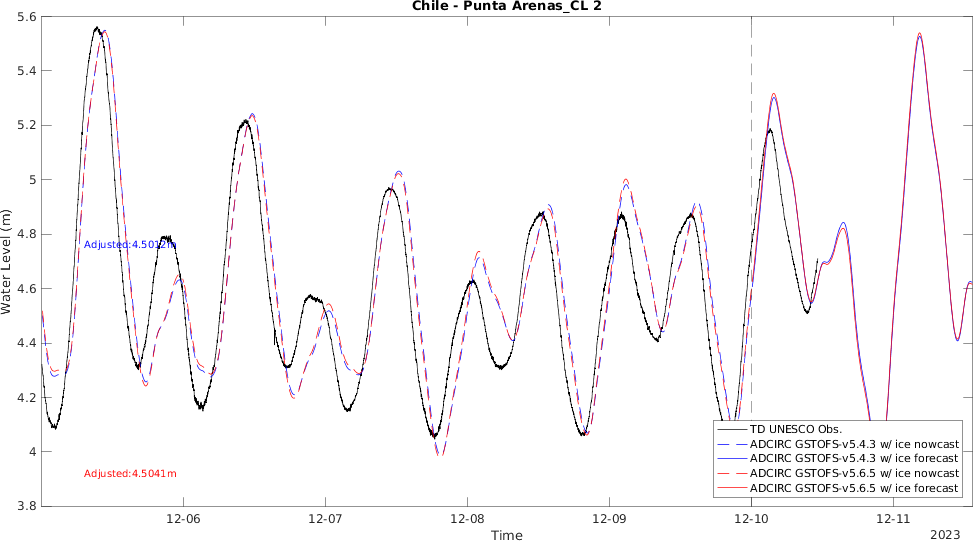 Chile - Punta Arenas_CL 2
5.6
5.4
5.2
5
4.8
4.6
4.4
4.2
4
3.8
Water Level (m)
Adjusted:4.5012m
Adjusted:4.5041m
TD UNESCO Obs.
ADCIRC GSTOFS-v5.4.3 w/ ice nowcast
ADCIRC GSTOFS-v5.4.3 w/ ice forecast
ADCIRC GSTOFS-v5.6.5 w/ ice nowcast
ADCIRC GSTOFS-v5.6.5 w/ ice forecast
12-06 12-07 12-08 12-09 12-10 12-11
Time
2023